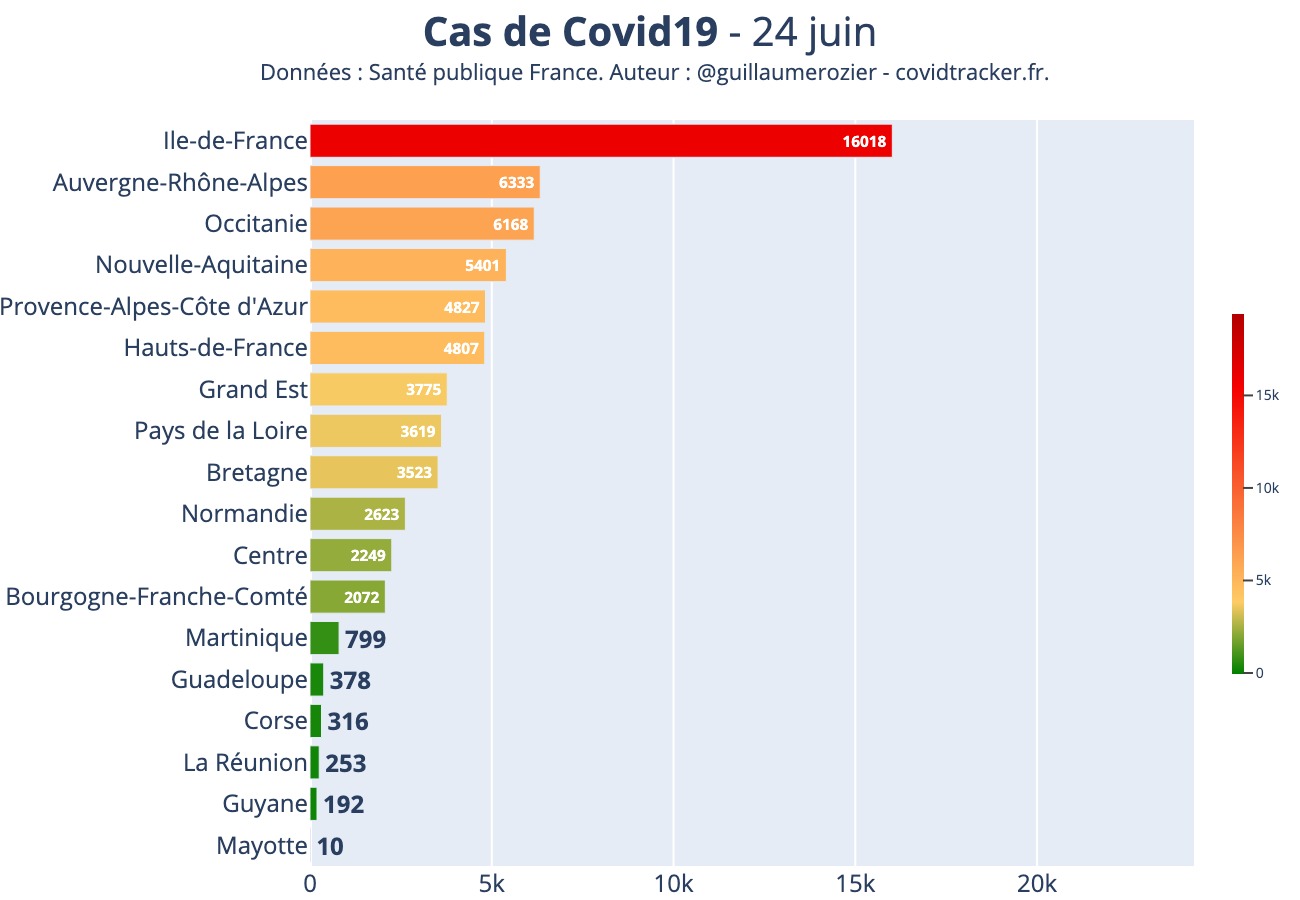 Cas de Covid19 - 24 juin
Données : Santé publique France. Auteur : @guillaumerozier - covidtracker.fr.
Ile-de-France 16018
Auvergne-Rhône-Alpes 6333
Occitanie 6168
Nouvelle-Aquitaine 5401
Provence-Alpes-Côte d'Azur 4827
Hauts-de-France 4807
Grand Est 3775
Pays de la Loire 3619
Bretagne 3523
Normandie 2623
Centre 2249
Bourgogne-Franche-Comté 2072
Martinique 799
Guadeloupe 378
Corse 316
La Réunion 253
Guyane 192
Mayotte 10
0 5k 10k 15k 20k
15k
10k
5k
0